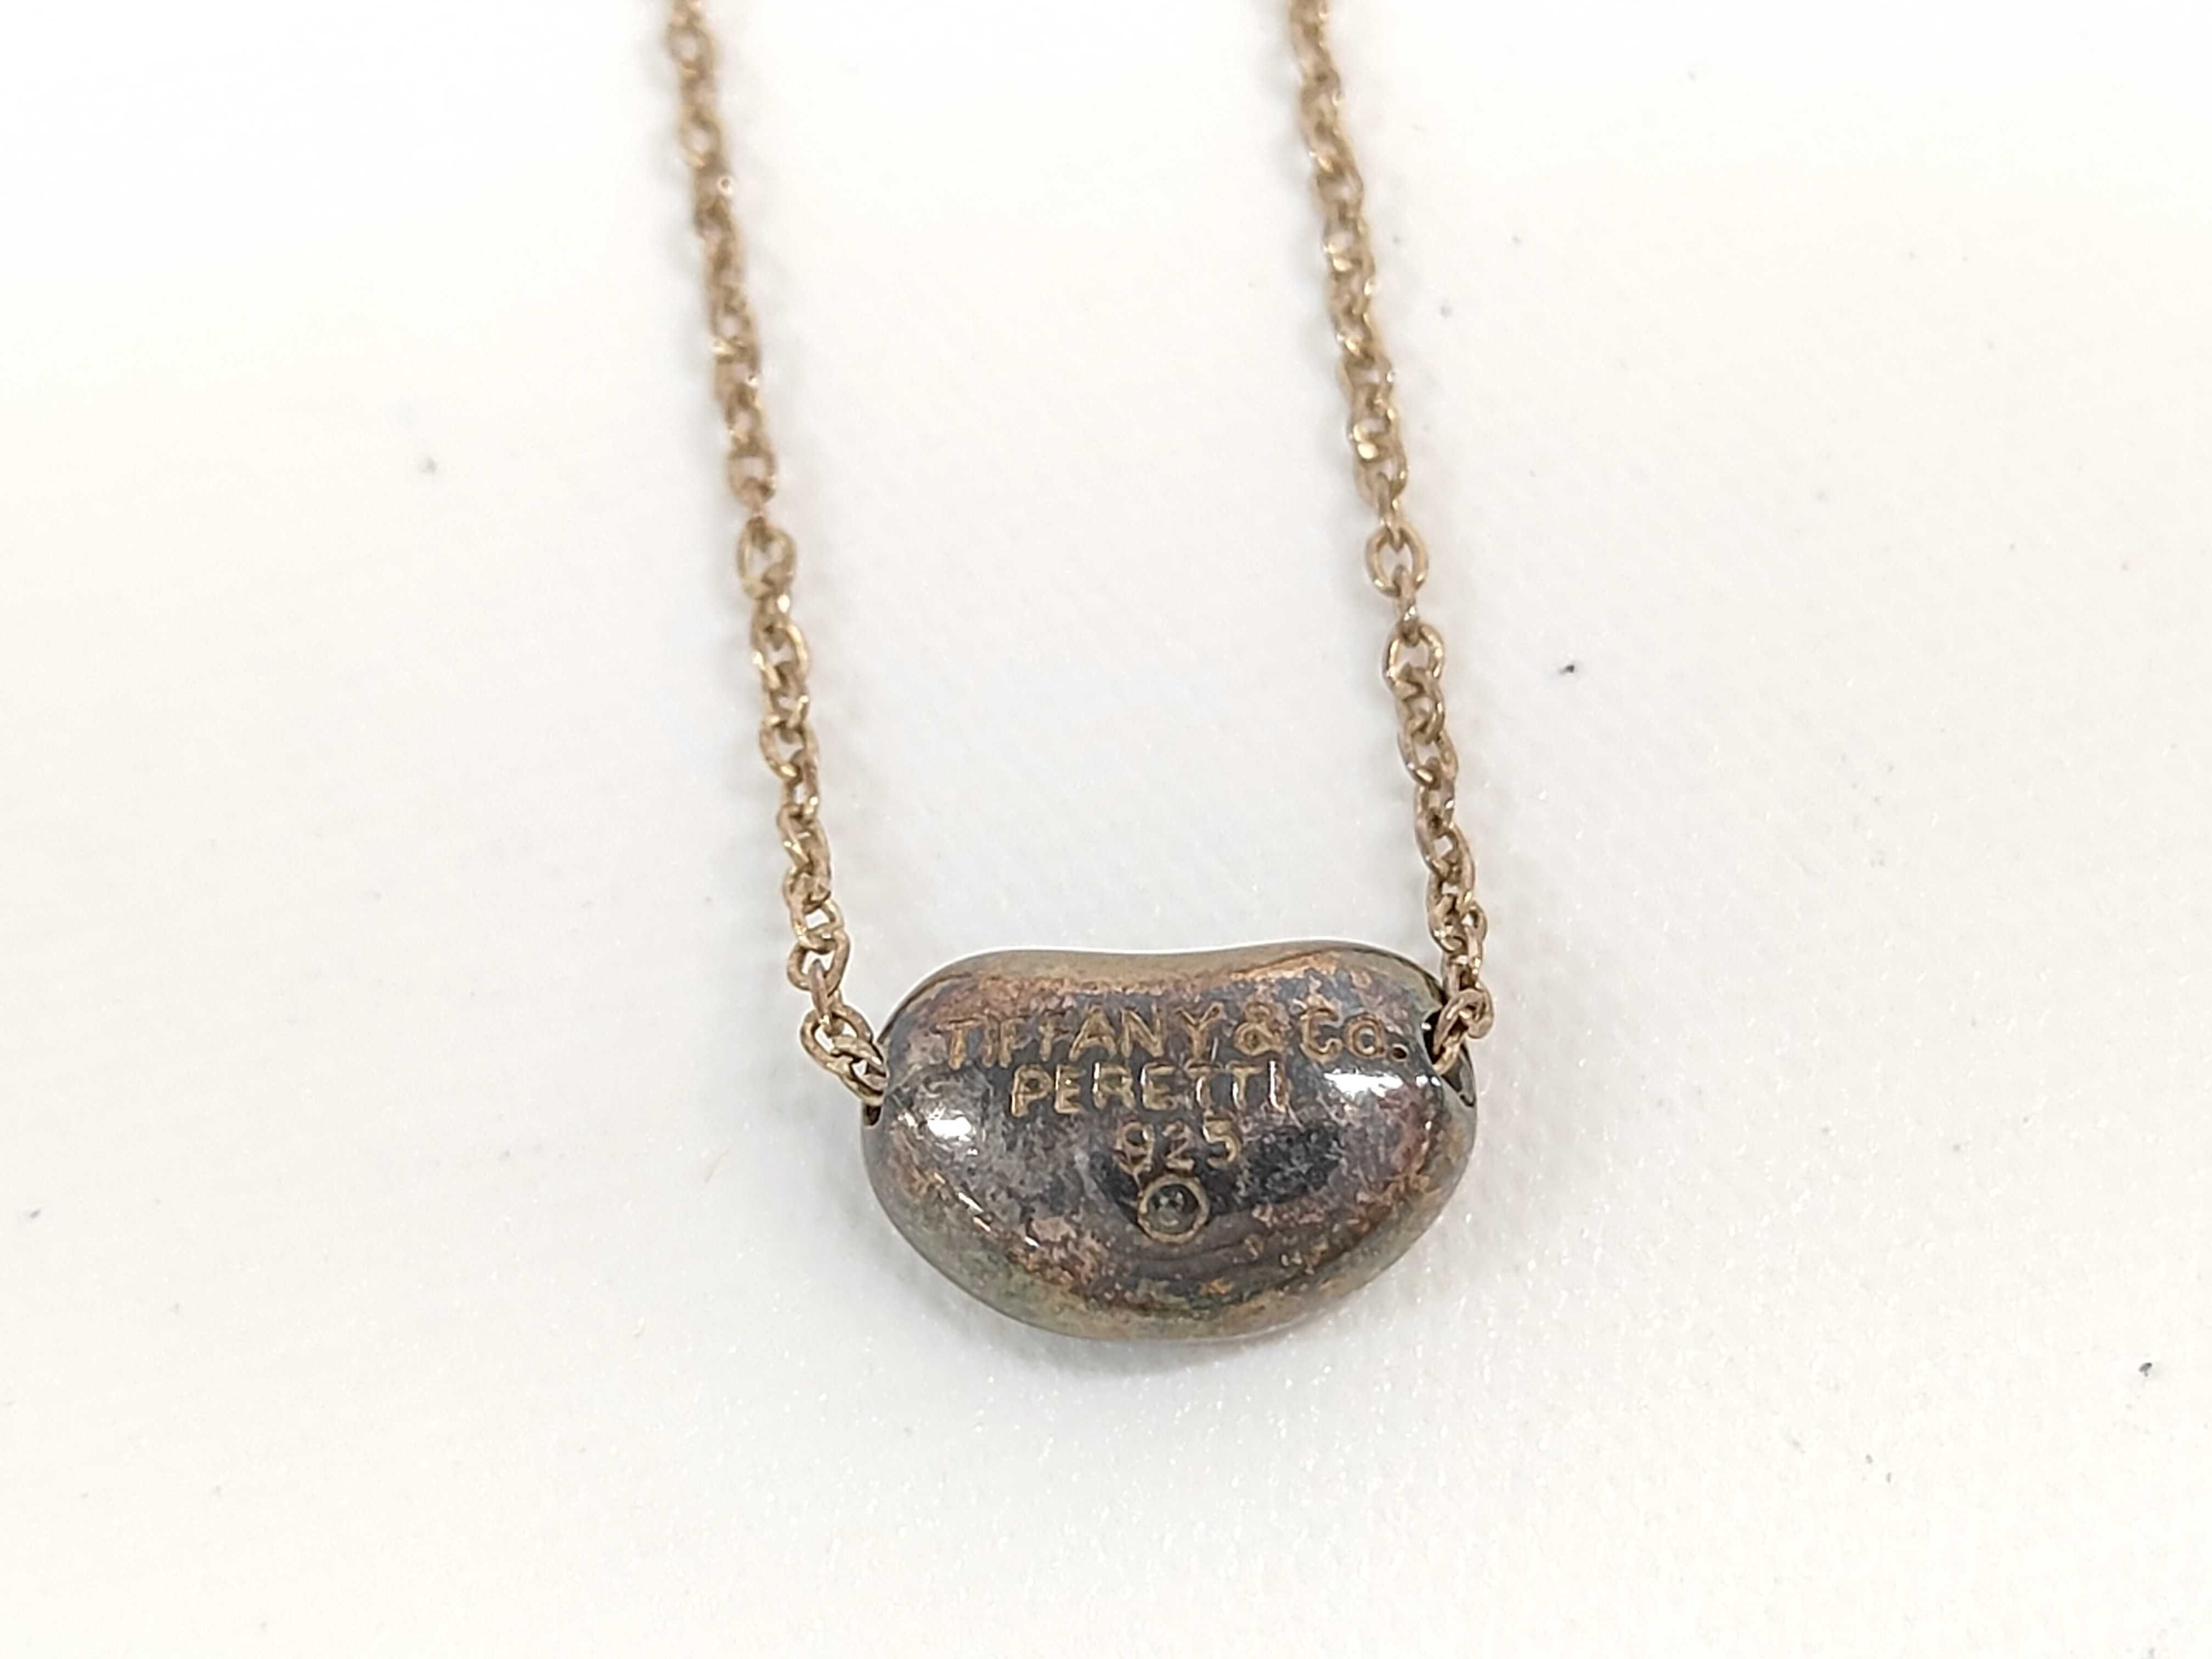 TIFFANY & Co.
PERETTI
925